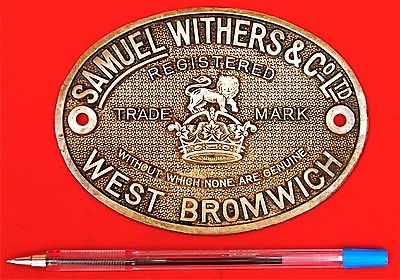 SAMUEL WITHERS & CO LTD
REGISTERED
TRADE MARK
WITHOUT WHICH NONE ARE GENUINE
WEST BROMWICH